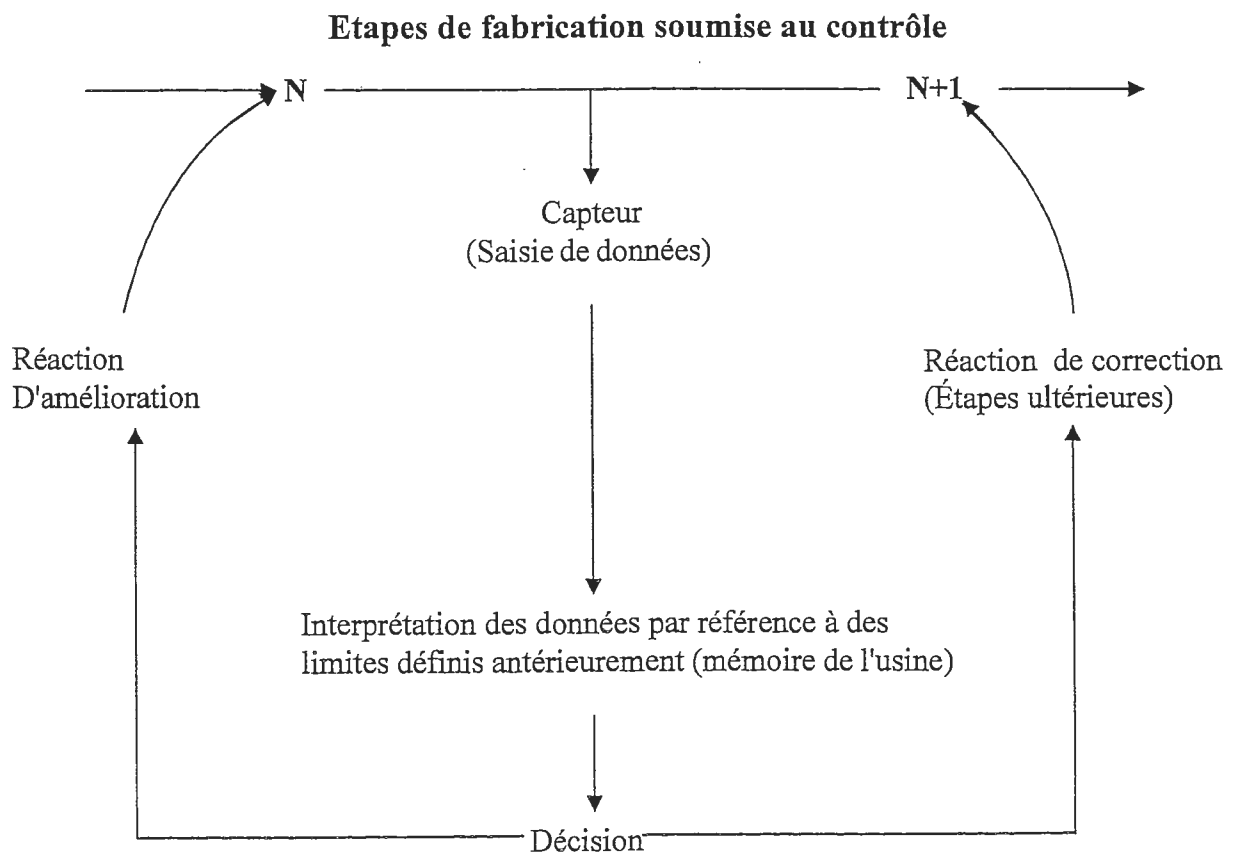 Etapes de fabrication soumise au contrôle
N
N+1
Capteur
(Saisie de données)
Réaction
D'amélioration
Réaction de correction
(Étapes ultérieures)
Interprétation des données par référence à des
limites définis antérieurement (mémoire de l'usine)
Décision